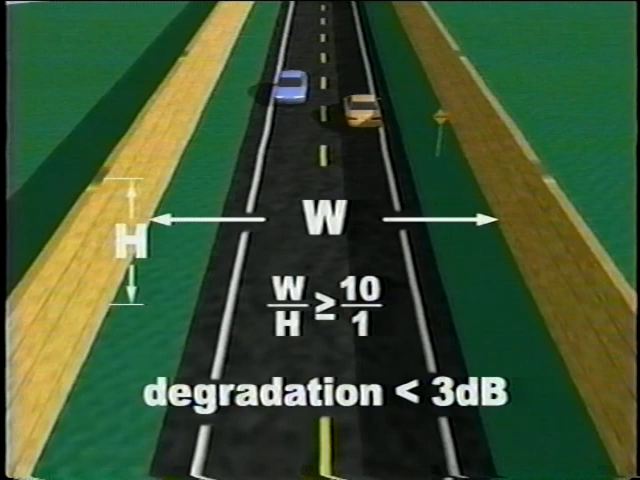 H
W
W/H ≥ 10/1
degradation < 3dB